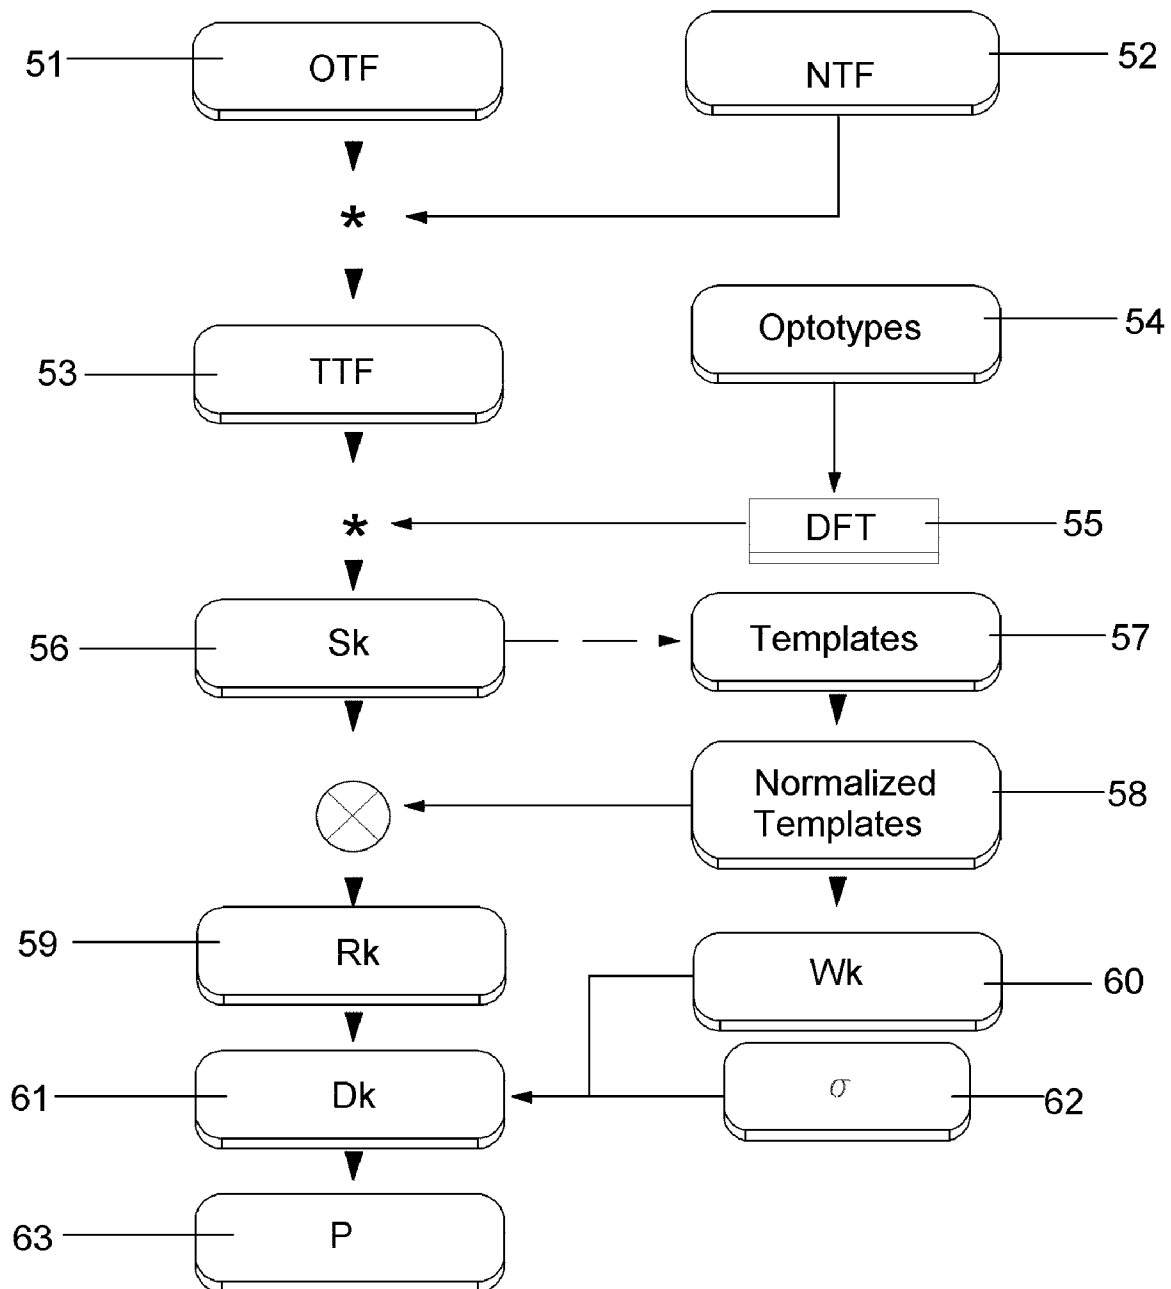 51 OTF NTF 52
*
53 TTF Optotypes 54
* DFT 55
56 Sk Templates 57
Normalized 58
Templates
59 Rk Wk 60
61 Dk σ 62
63 P